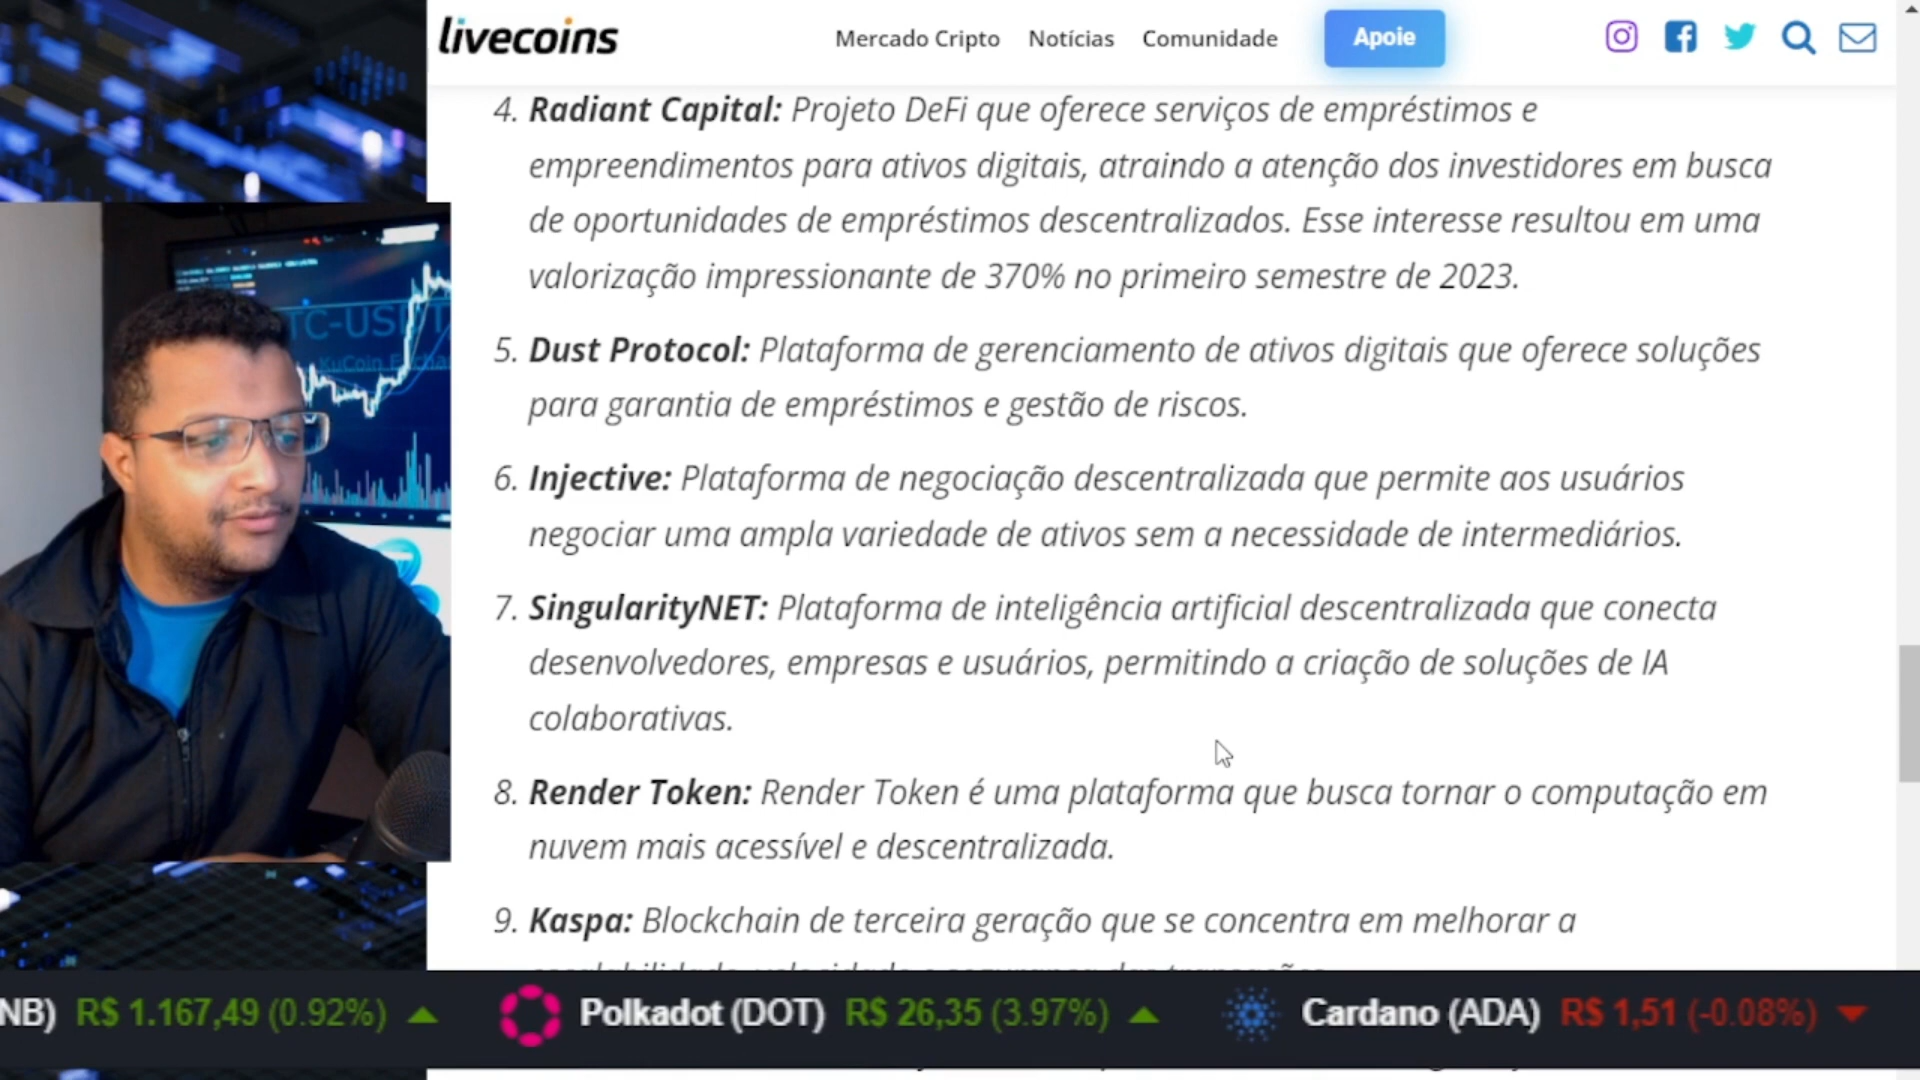 livecoins
Mercado Cripto Notícias Comunidade Apoie
4. Radiant Capital: Projeto DeFi que oferece serviços de empréstimos e
empreendimentos para ativos digitais, atraindo a atenção dos investidores em busca
de oportunidades de empréstimos descentralizados. Esse interesse resultou em uma
valorização impressionante de 370% no primeiro semestre de 2023.
5. Dust Protocol: Plataforma de gerenciamento de ativos digitais que oferece soluções
para garantia de empréstimos e gestão de riscos.
6. Injective: Plataforma de negociação descentralizada que permite aos usuários
negociar uma ampla variedade de ativos sem a necessidade de intermediários.
7. SingularityNET: Plataforma de inteligência artificial descentralizada que conecta
desenvolvedores, empresas e usuários, permitindo a criação de soluções de IA
colaborativas.
8. Render Token: Render Token é uma plataforma que busca tornar o computação em
nuvem mais acessível e descentralizada.
9. Kaspa: Blockchain de terceira geração que se concentra em melhorar a
TC-USDT
KuCoin Excha
NB) R$ 1.167,49 (0.92%) Polkadot (DOT) R$ 26,35 (3.97%) Cardano (ADA) R$ 1,51 (-0.08%)